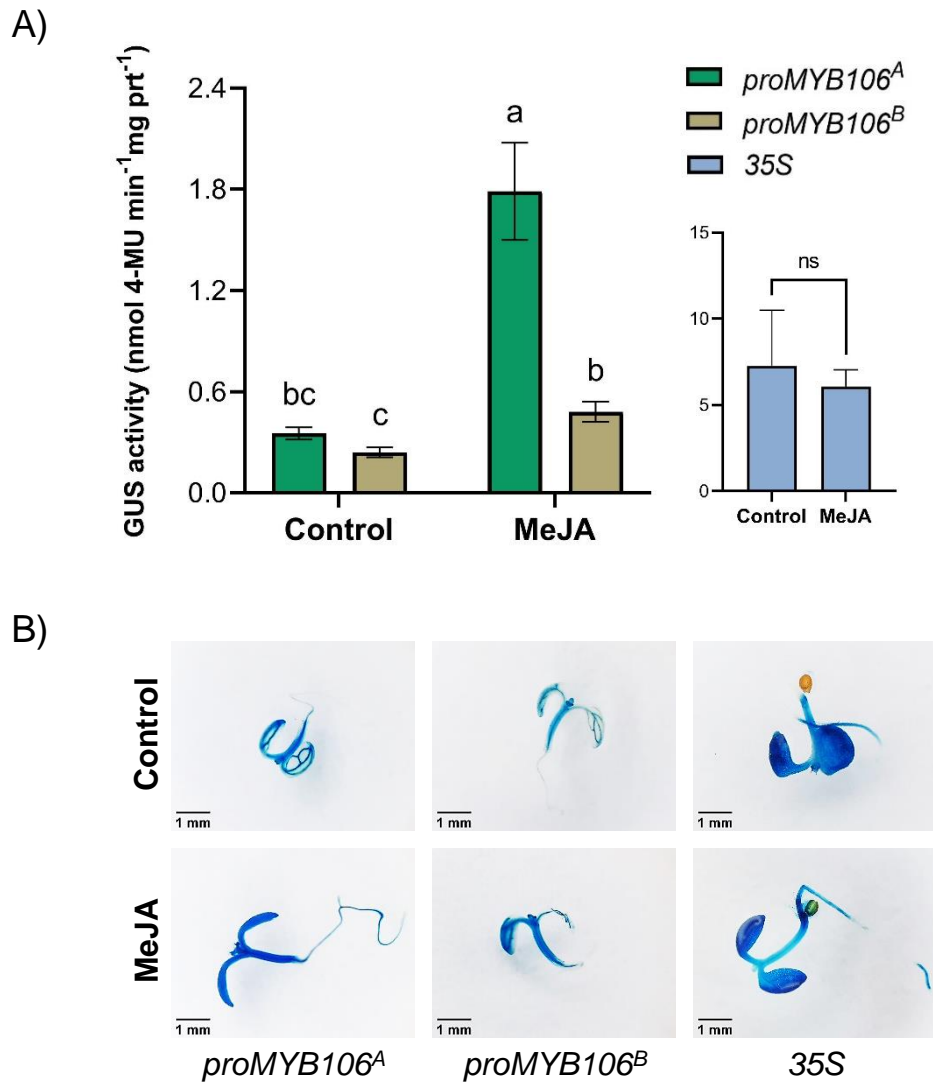 A)
GUS activity (nmol 4-MU min⁻¹mg prt⁻¹)
2.4
1.8
1.2
0.6
0.0
bc
c
a
b
Control
MeJA
proMYB106ᴬ
proMYB106ᴮ
35S
15
10
5
0
ns
Control MeJA
B)
Control
1 mm
1 mm
1 mm
MeJA
1 mm
1 mm
1 mm
proMYB106ᴬ
proMYB106ᴮ
35S